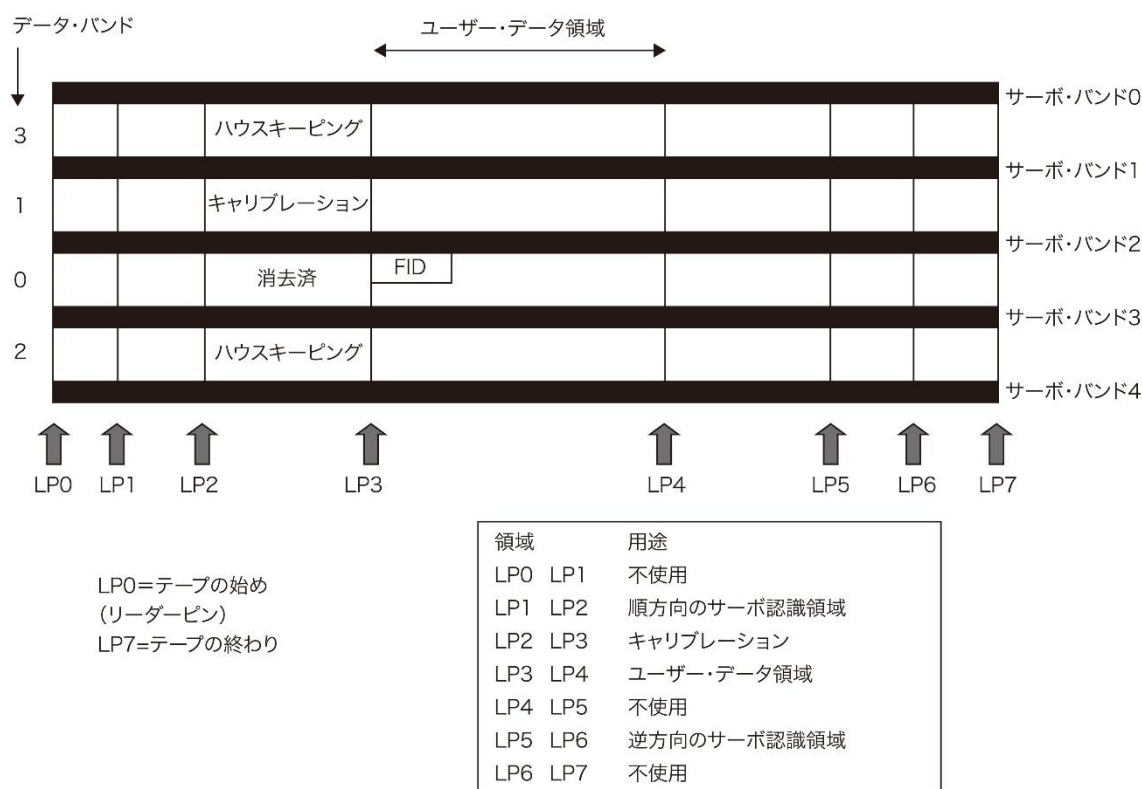 データ・バンド
ユーザー・データ領域
サーボ・バンド0
3
ハウスキーピング
サーボ・バンド1
1
キャリブレーション
サーボ・バンド2
0
消去済
FID
サーボ・バンド3
2
ハウスキーピング
サーボ・バンド4
LP0 LP1 LP2 LP3 LP4 LP5 LP6 LP7
LP0=テープの始め
(リーダーピン)
LP7=テープの終わり
領域 用途
LP0 LP1 不使用
LP1 LP2 順方向のサーボ認識領域
LP2 LP3 キャリブレーション
LP3 LP4 ユーザー・データ領域
LP4 LP5 不使用
LP5 LP6 逆方向のサーボ認識領域
LP6 LP7 不使用